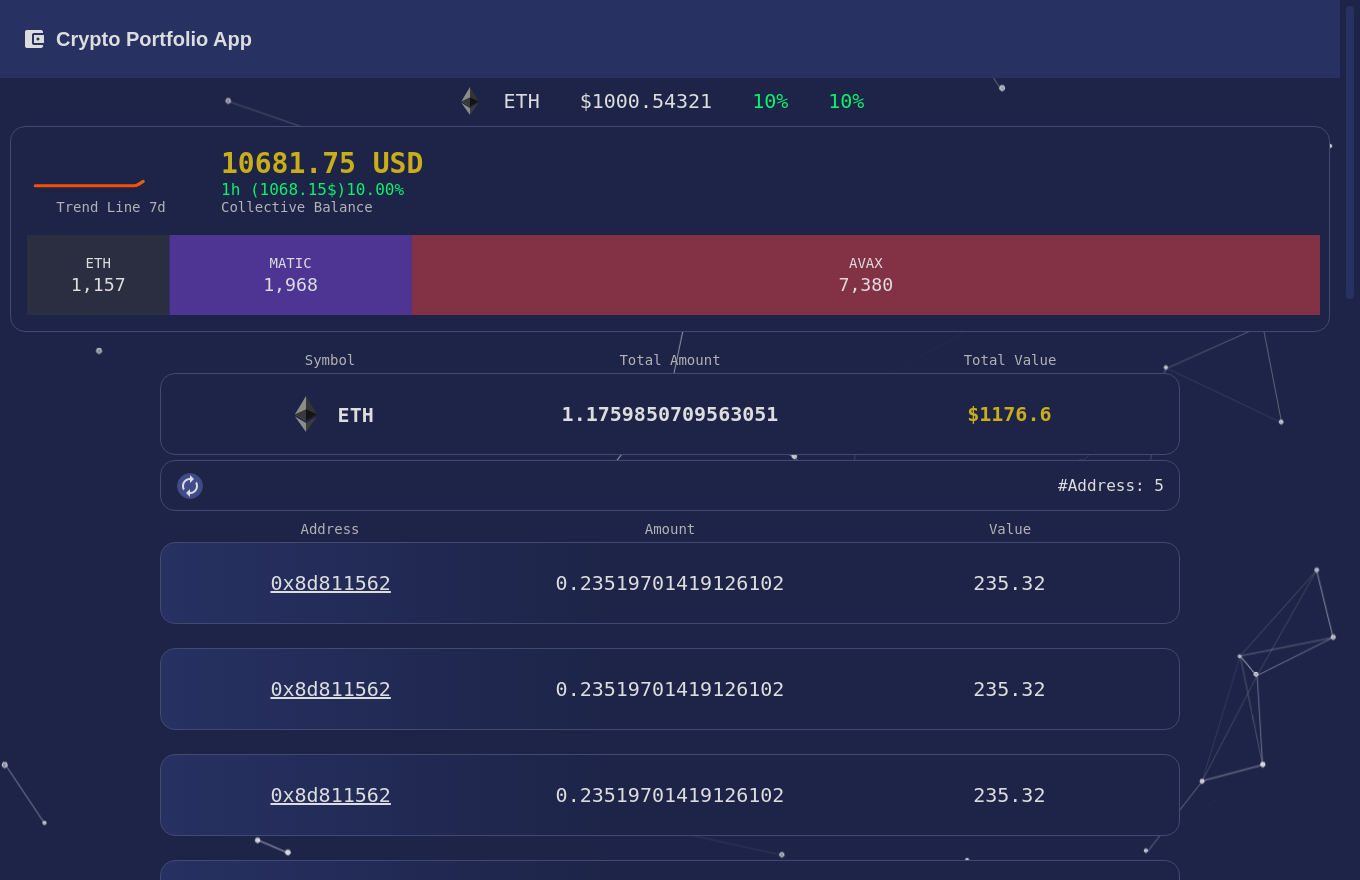 Crypto Portfolio App
ETH $1000.54321 10% 10%
10681.75 USD
1h (1068.15$)10.00%
Trend Line 7d Collective Balance
ETH MATIC AVAX
1,157 1,968 7,380
Symbol Total Amount Total Value
ETH 1.1759850709563051 $1176.6
#Address: 5
Address Amount Value
0x8d811562 0.23519701419126102 235.32
0x8d811562 0.23519701419126102 235.32
0x8d811562 0.23519701419126102 235.32